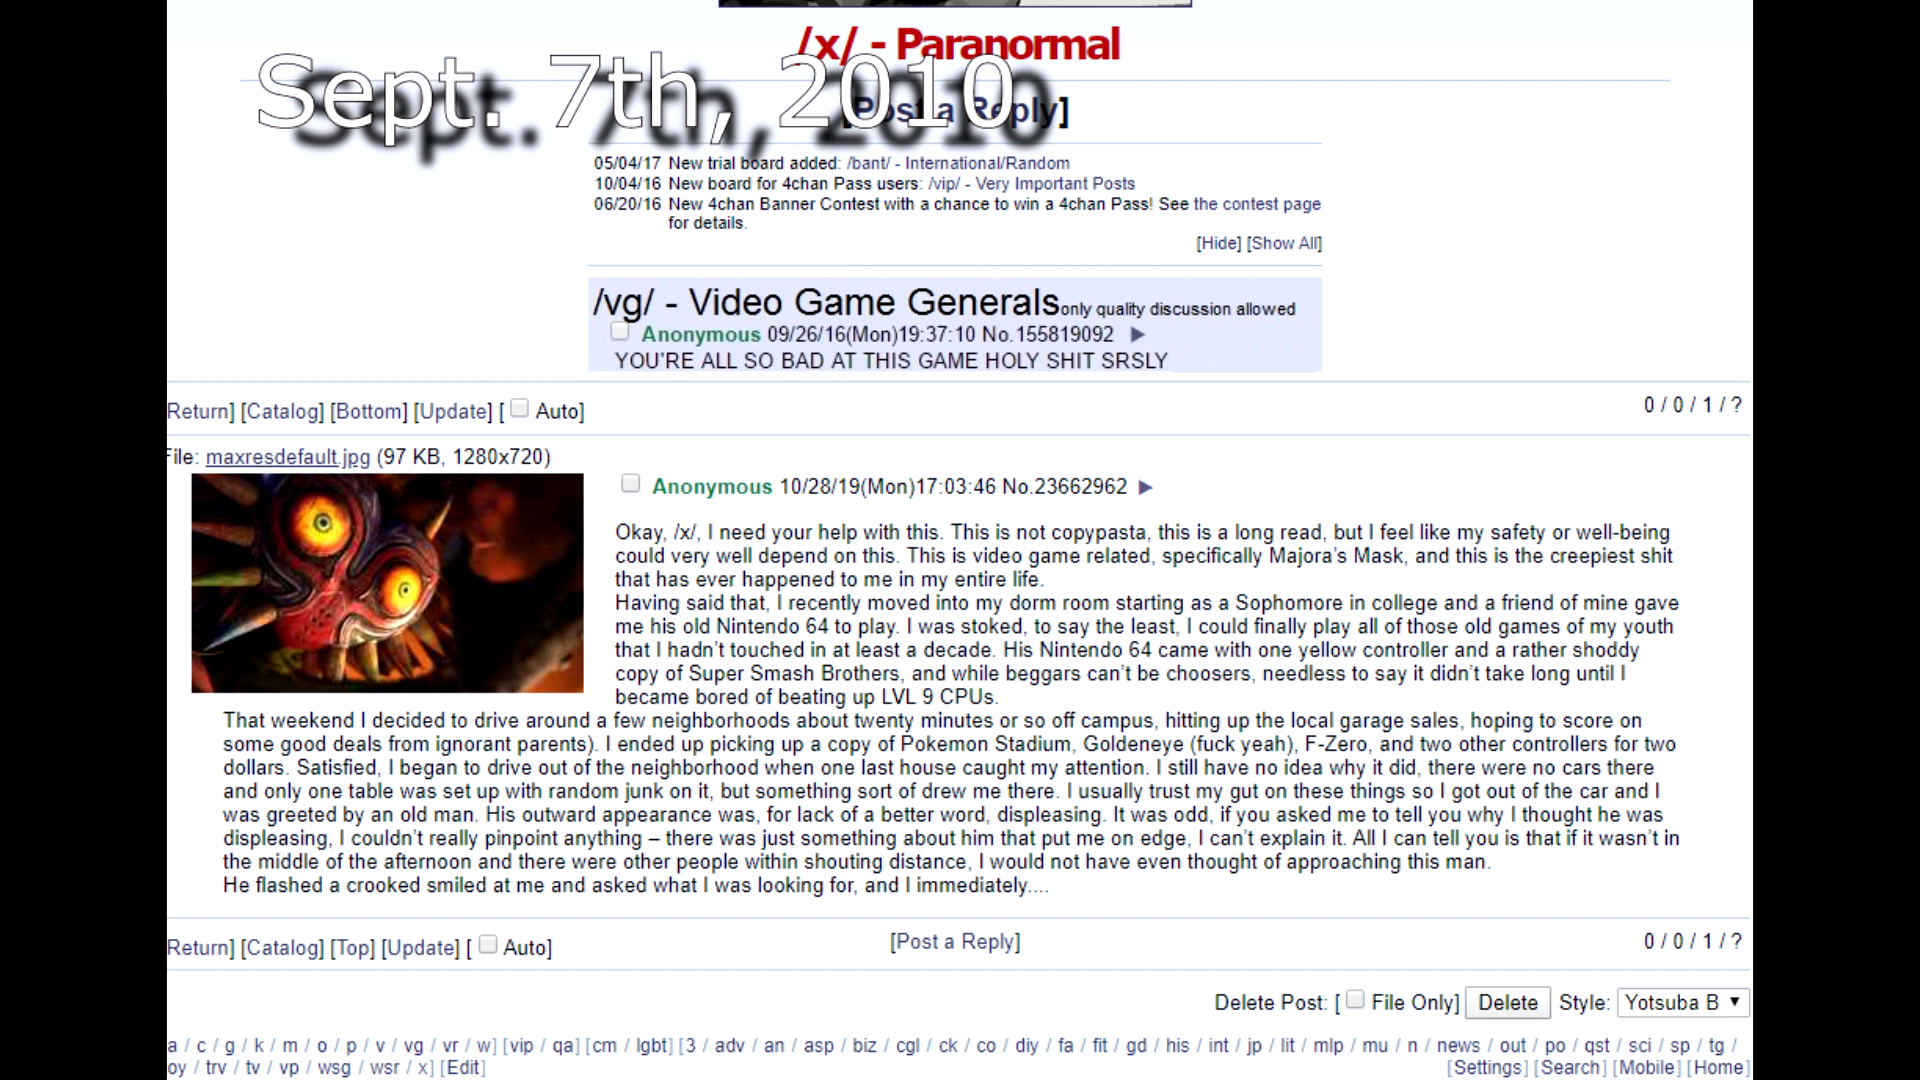 /x/ - Paranormal
Sept. 7th, 2010
[Post a Reply]
05/04/17 New trial board added: /bant/ - International/Random
10/04/16 New board for 4chan Pass users: /vip/ - Very Important Posts
06/20/16 New 4chan Banner Contest with a chance to win a 4chan Pass! See the contest page
for details.
[Hide] [Show All]
/vg/ - Video Game Generals only quality discussion allowed
Anonymous 09/26/16(Mon)19:37:10 No.155819092 ▶
YOU'RE ALL SO BAD AT THIS GAME HOLY SHIT SRSLY
Return] [Catalog] [Bottom] [Update] [ Auto] 0 / 0 / 1 / ?
File: maxresdefault.jpg (97 KB, 1280x720)
Anonymous 10/28/19(Mon)17:03:46 No.23662962 ▶
Okay, /x/, I need your help with this. This is not copypasta, this is a long read, but I feel like my safety or well-being
could very well depend on this. This is video game related, specifically Majora’s Mask, and this is the creepiest shit
that has ever happened to me in my entire life.
Having said that, I recently moved into my dorm room starting as a Sophomore in college and a friend of mine gave
me his old Nintendo 64 to play. I was stoked, to say the least, I could finally play all of those old games of my youth
that I hadn’t touched in at least a decade. His Nintendo 64 came with one yellow controller and a rather shoddy
copy of Super Smash Brothers, and while beggars can’t be choosers, needless to say it didn’t take long until I
became bored of beating up LVL 9 CPUs.
That weekend I decided to drive around a few neighborhoods about twenty minutes or so off campus, hitting up the local garage sales, hoping to score on
some good deals from ignorant parents). I ended up picking up a copy of Pokemon Stadium, Goldeneye (fuck yeah), F-Zero, and two other controllers for two
dollars. Satisfied, I began to drive out of the neighborhood when one last house caught my attention. I still have no idea why it did, there were no cars there
and only one table was set up with random junk on it, but something sort of drew me there. I usually trust my gut on these things so I got out of the car and I
was greeted by an old man. His outward appearance was, for lack of a better word, displeasing. It was odd, if you asked me to tell you why I thought he was
displeasing, I couldn’t really pinpoint anything – there was just something about him that put me on edge, I can’t explain it. All I can tell you is that if it wasn’t in
the middle of the afternoon and there were other people within shouting distance, I would not have even thought of approaching this man.
He flashed a crooked smiled at me and asked what I was looking for, and I immediately....
Return] [Catalog] [Top] [Update] [ Auto] [Post a Reply] 0 / 0 / 1 / ?
Delete Post: [ File Only] Delete Style: Yotsuba B ▼
a / c / g / k / m / o / p / v / vg / vr / w] [vip / qa] [cm / lgbt] [3 / adv / an / asp / biz / cgl / ck / co / diy / fa / fit / gd / his / int / jp / lit / mlp / mu / n / news / out / po / qst / sci / sp / tg /
oy / trv / tv / vp / wsg / wsr / x] [Edit] [Settings] [Search] [Mobile] [Home]